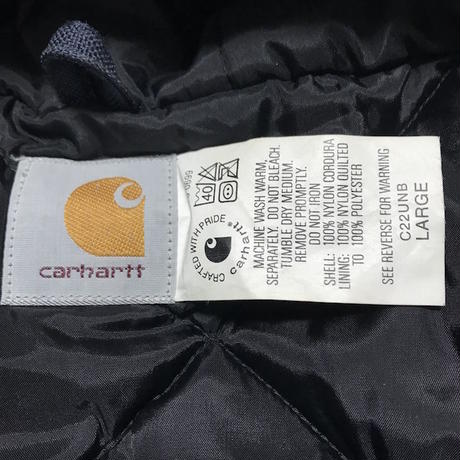 carhartt
CRAFTED WITH PRIDE
carhartt
MACHINE WASH WARM,
SEPARATELY. DO NOT BLEACH.
TUMBLE DRY MEDIUM.
REMOVE PROMPTLY.
DO NOT IRON
SHELL: 100% NYLON CORDURA
LINING: 100% NYLON QUILTED
TO 100% POLYESTER
SEE REVERSE FOR WARNING
C22UNB
LARGE